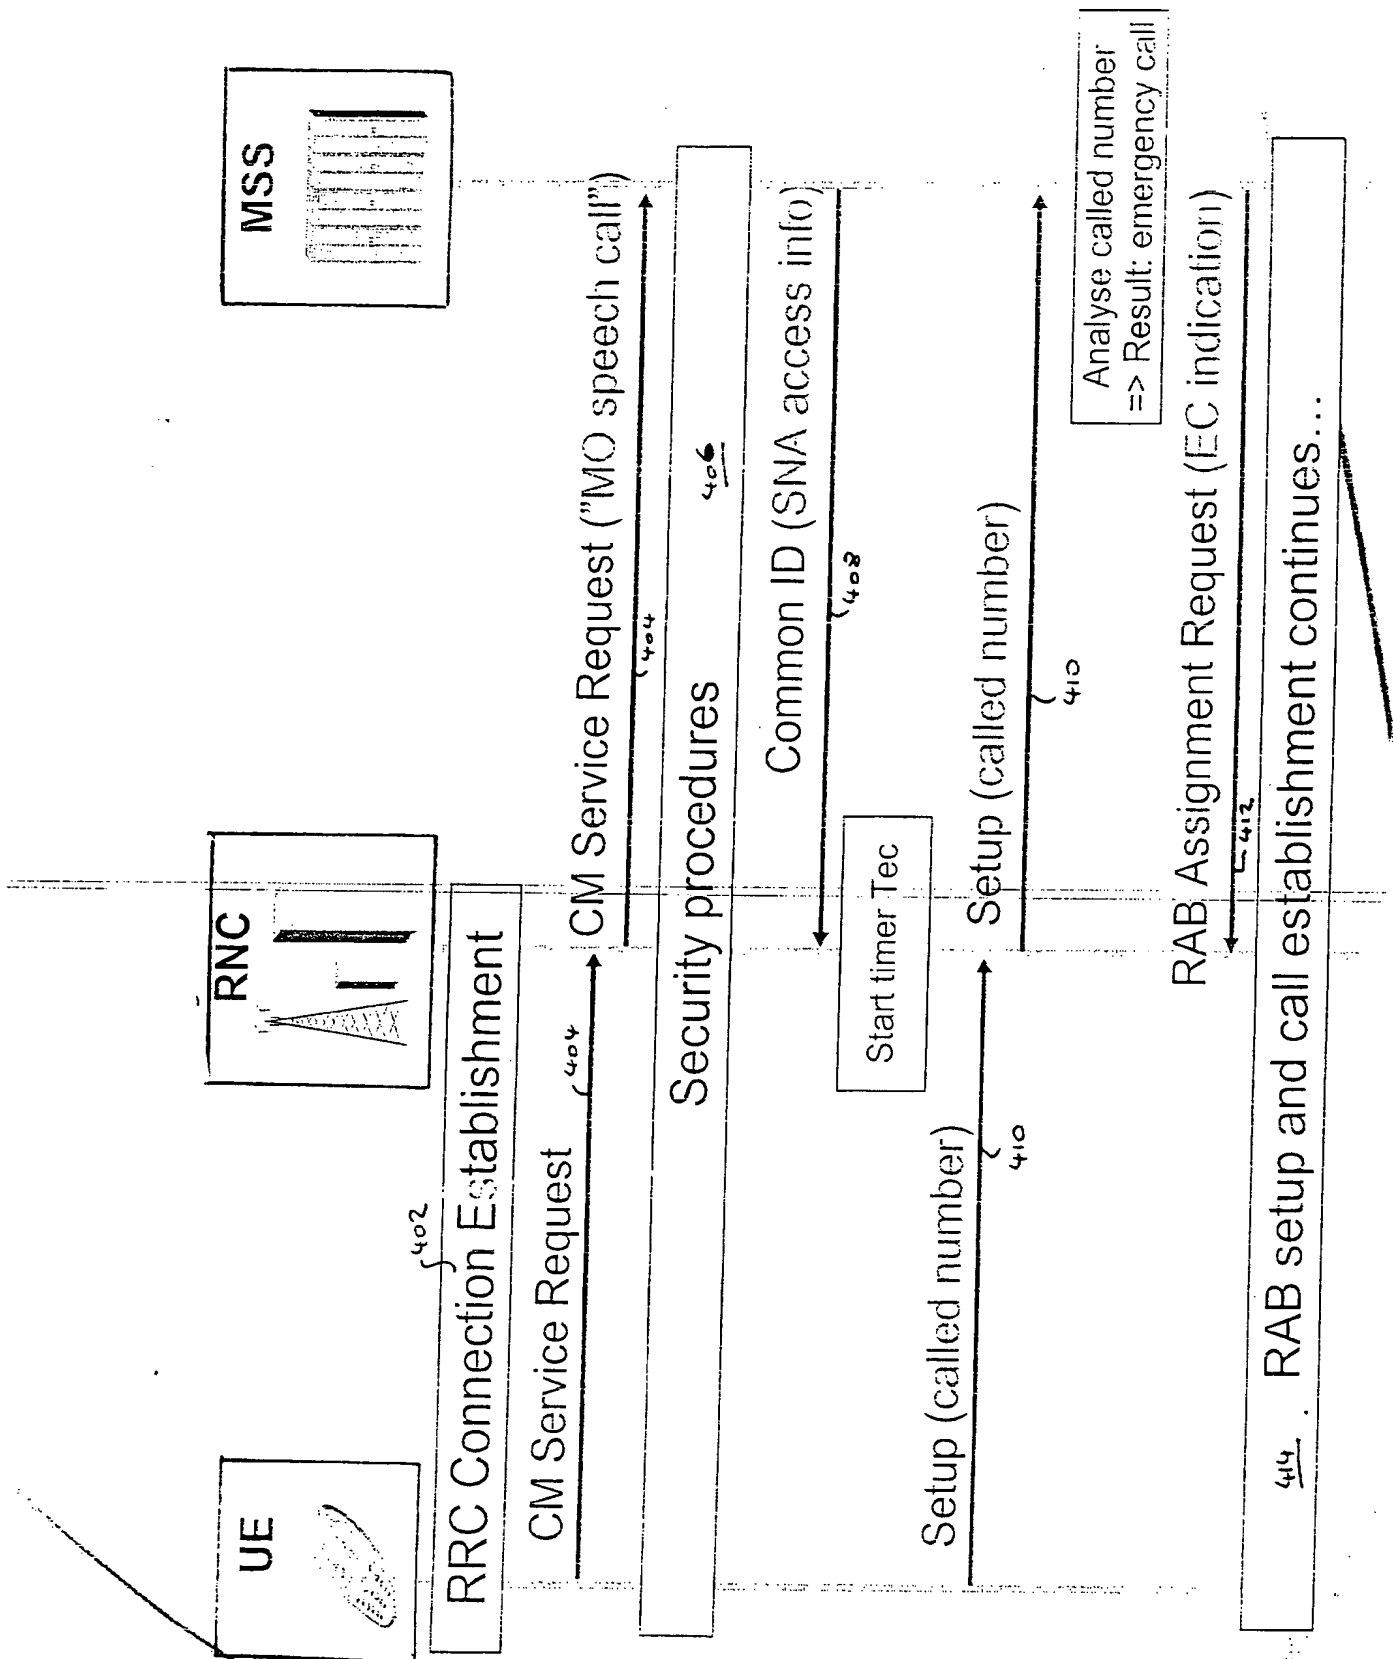 UE
RNC
MSS
402
RRC Connection Establishment
CM Service Request
404
CM Service Request ("MO speech call")
404
Security procedures
406
Common ID (SNA access info)
408
Start timer Tec
Setup (called number)
410
Setup (called number)
410
Analyse called number
=> Result: emergency call
RAB Assignment Request (EC indication)
412
414
RAB setup and call establishment continues...